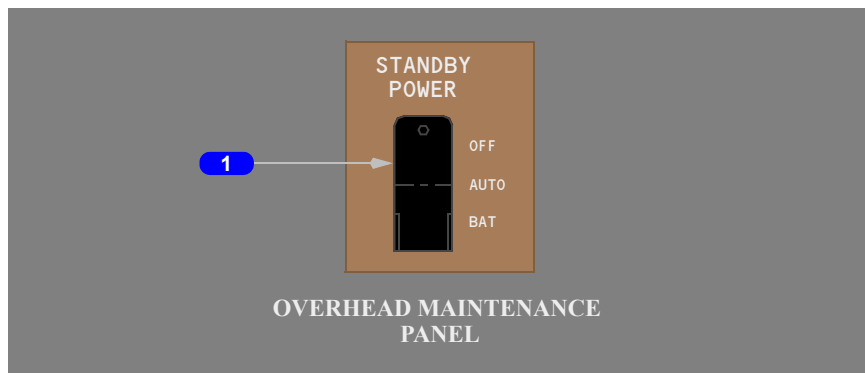 STANDBY
POWER
OFF
1
AUTO
BAT
OVERHEAD MAINTENANCE
PANEL